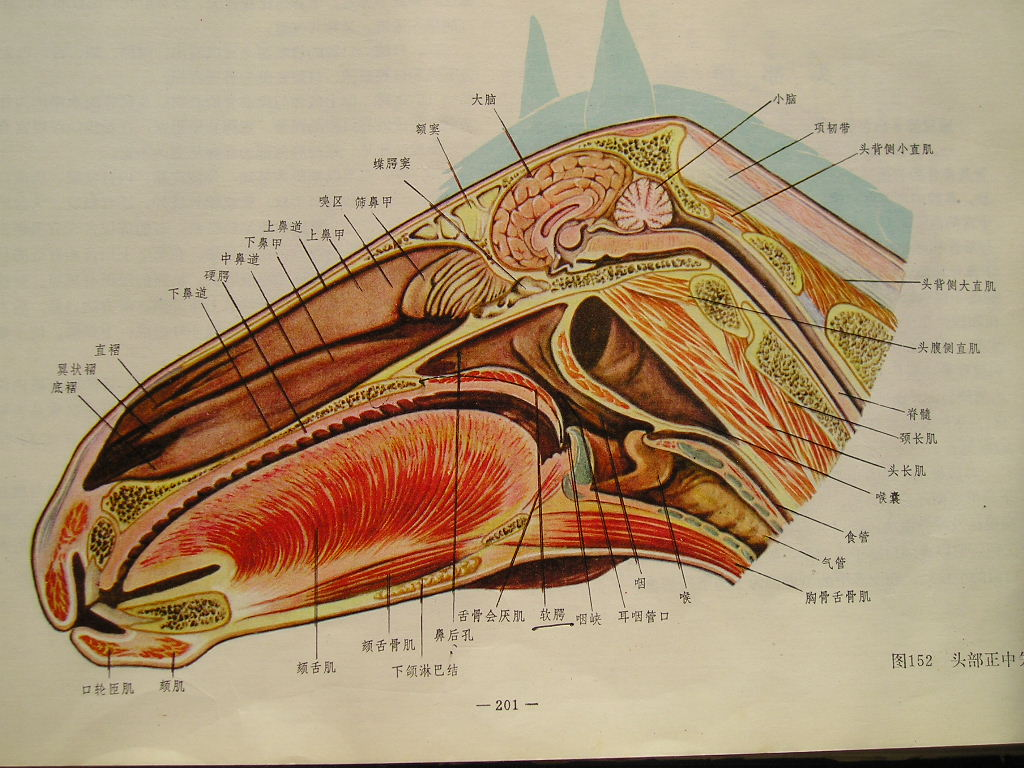 大脑
小脑
额窦
项韧带
蝶腭窦
头背侧小直肌
嗅区
筛鼻甲
上鼻道
上鼻甲
下鼻甲
中鼻道
硬腭
下鼻道
头背侧大直肌
直褶
头腹侧直肌
翼状褶
底褶
脊髓
颈长肌
头长肌
喉囊
食管
气管
咽
喉
胸骨舌骨肌
舌骨会厌肌
软腭
咽峡
耳咽管口
鼻后孔
颏舌骨肌
下颌淋巴结
颏舌肌
口轮匝肌
颏肌
图152 头部正中
—201—